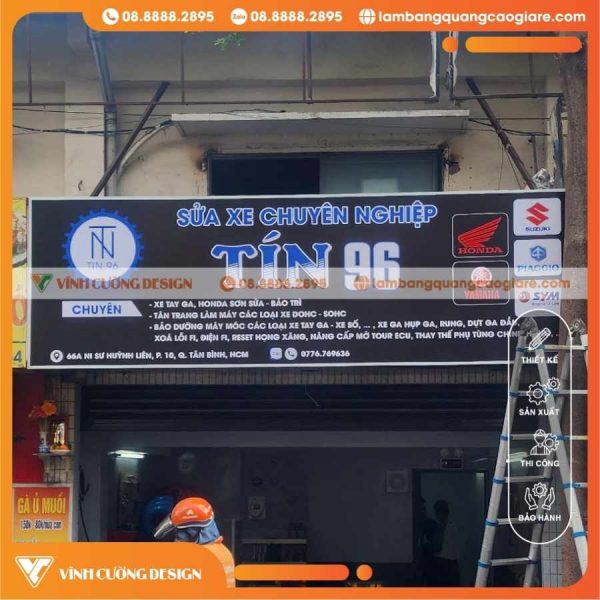 08.8888.2895 Zalo 08.8888.2895 lambangquangcaogiare.com
SỬA XE CHUYÊN NGHIỆP
TÍN 96
TN
TIN 96
HONDA
SUZUKI
YAMAHA
PIAGGIO
SYM
VĨNH CƯỜNG DESIGN 08.8888.2895 lambangquangcaogiare.com
CHUYÊN
- XE TAY GA, HONDA SƠN SỬA - BẢO TRÌ
- TÂN TRANG LÀM MÁY CÁC LOẠI XE DOHC - SOHC
- BẢO DƯỠNG MÁY MÓC CÁC LOẠI XE TAY GA - XE SỐ, ... , XE GA HỤP GA, RUNG, DỰT GA ĐẦU,
XOÁ LỖI FI, ĐIỆN FI, RESET HỌNG XĂNG, NÂNG CẤP MỞ TOUR ECU, THAY THẾ PHỤ TÙNG
66A NI SƯ HUỲNH LIÊN, P. 10, Q. TÂN BÌNH, HCM 0776.769636
4
THIẾT KẾ
SẢN XUẤT
THI CÔNG
BẢO HÀNH
GÀ Ủ MUỐI
VĨNH CƯỜNG DESIGN